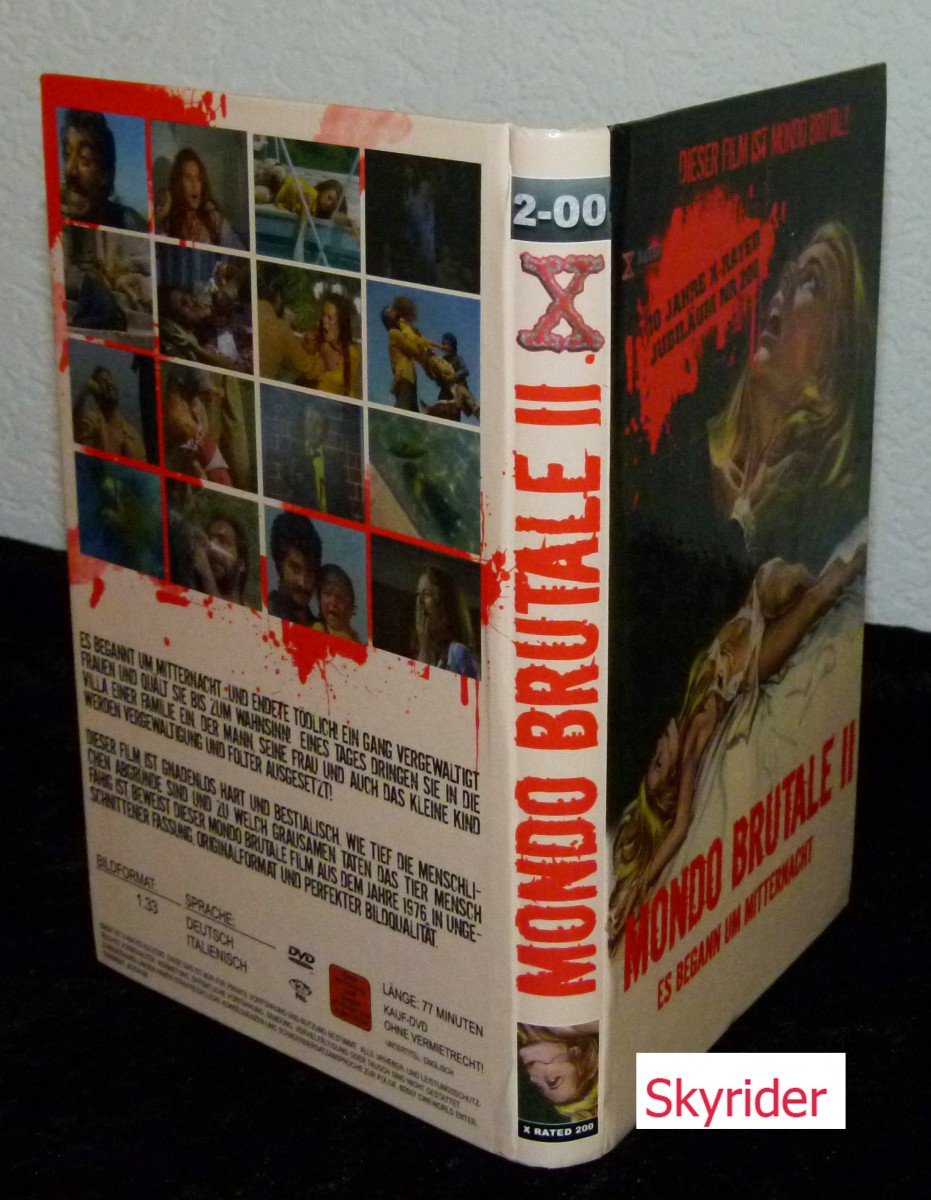 ES BEGANNT UM MITTERNACHT UND ENDETE TÖDLICH! EIN GANG VERGEWALTIGT
FRAUEN UND QUÄLT SIE BIS ZUM WAHNSINN! EINES TAGES DRINGEN SIE IN DIE
VILLA EINER FAMILIE EIN. DER MANN, SEINE FRAU UND AUCH DAS KLEINE KIND
WERDEN VERGEWALTIGUNG UND FOLTER AUSGESETZT!
DIESER FILM IST GNADENLOS HART UND BESTIALISCH. WIE TIEF DIE MENSCHLI-
CHEN ABGRÜNDE SIND UND ZU WELCH GRAUSAMEN TATEN DAS TIER MENSCH
FÄHIG IST BEWEIST DIESER MONDO BRUTALE FILM AUS DEM JAHRE 1976, IN UNGE-
SCHNITTENER FASSUNG, ORIGINALFORMAT UND PERFEKTER BILDQUALITÄT.
BILDFORMAT:
1.33
SPRACHE:
DEUTSCH
ITALIENISCH
DVD
PAL
LÄNGE: 77 MINUTEN
KAUF-DVD
OHNE VERMIETRECHT!
UNTERTITEL: ENGLISCH
2-00
X
MONDO BRUTALE II
X RATED 200
DIESER FILM IST MONDO BRUTAL!
X RATED
10 JAHRE X-RATED
JUBILÄUM NR 200
MONDO BRUTALE II
ES BEGANN UM MITTERNACHT
Skyrider